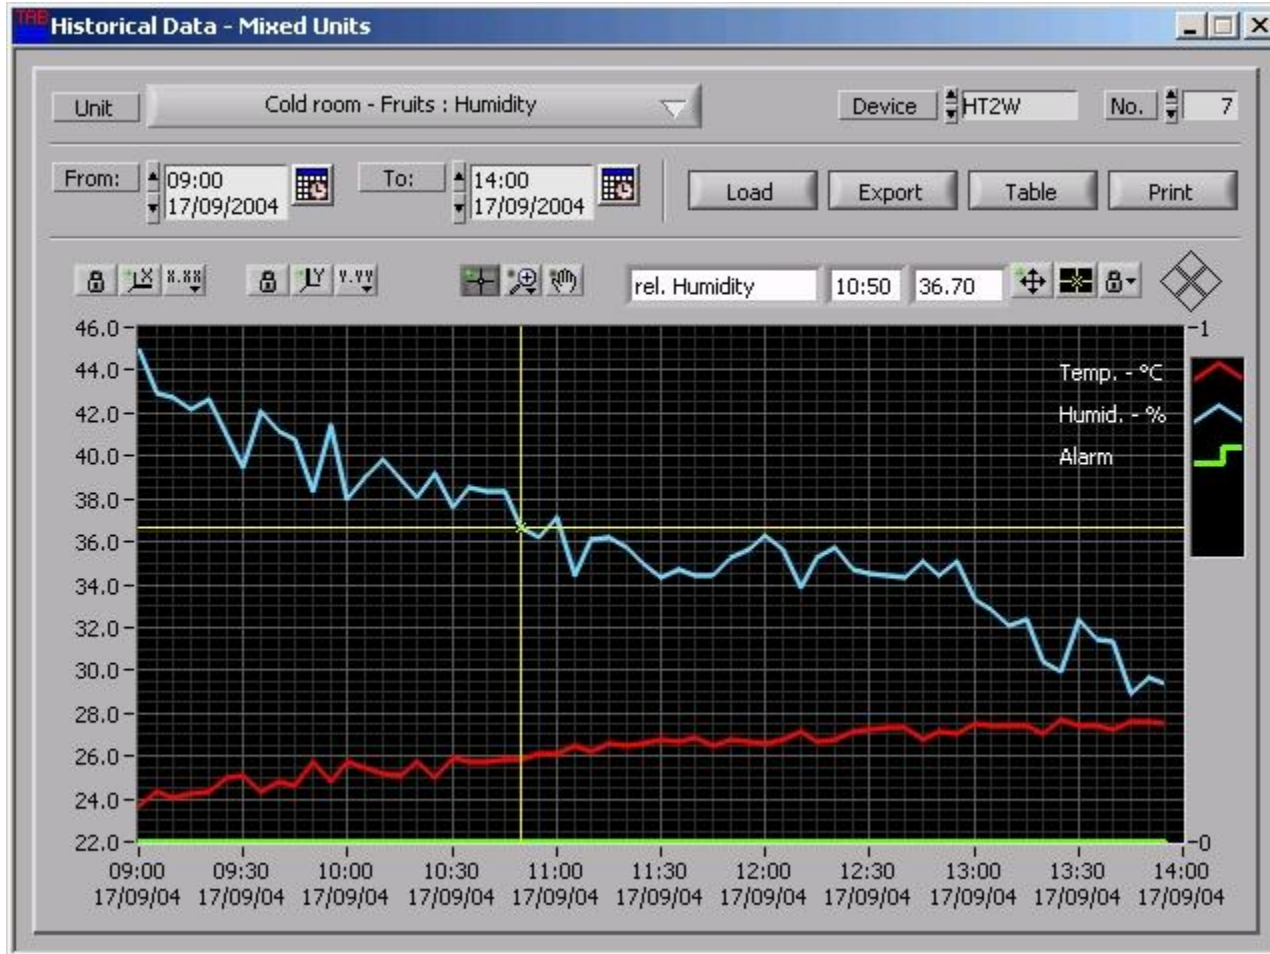 TAB Historical Data - Mixed Units
Unit Cold room - Fruits : Humidity Device HT2W No. 7
From: 09:00 To: 14:00 Load Export Table Print
17/09/2004 17/09/2004
X X.XX Y Y.YY rel. Humidity 10:50 36.70
46.0 1
44.0 Temp. - °C
42.0 Humid. - %
40.0 Alarm
38.0
36.0
34.0
32.0
30.0
28.0
26.0
24.0
22.0 0
09:00 09:30 10:00 10:30 11:00 11:30 12:00 12:30 13:00 13:30 14:00
17/09/04 17/09/04 17/09/04 17/09/04 17/09/04 17/09/04 17/09/04 17/09/04 17/09/04 17/09/04 17/09/04